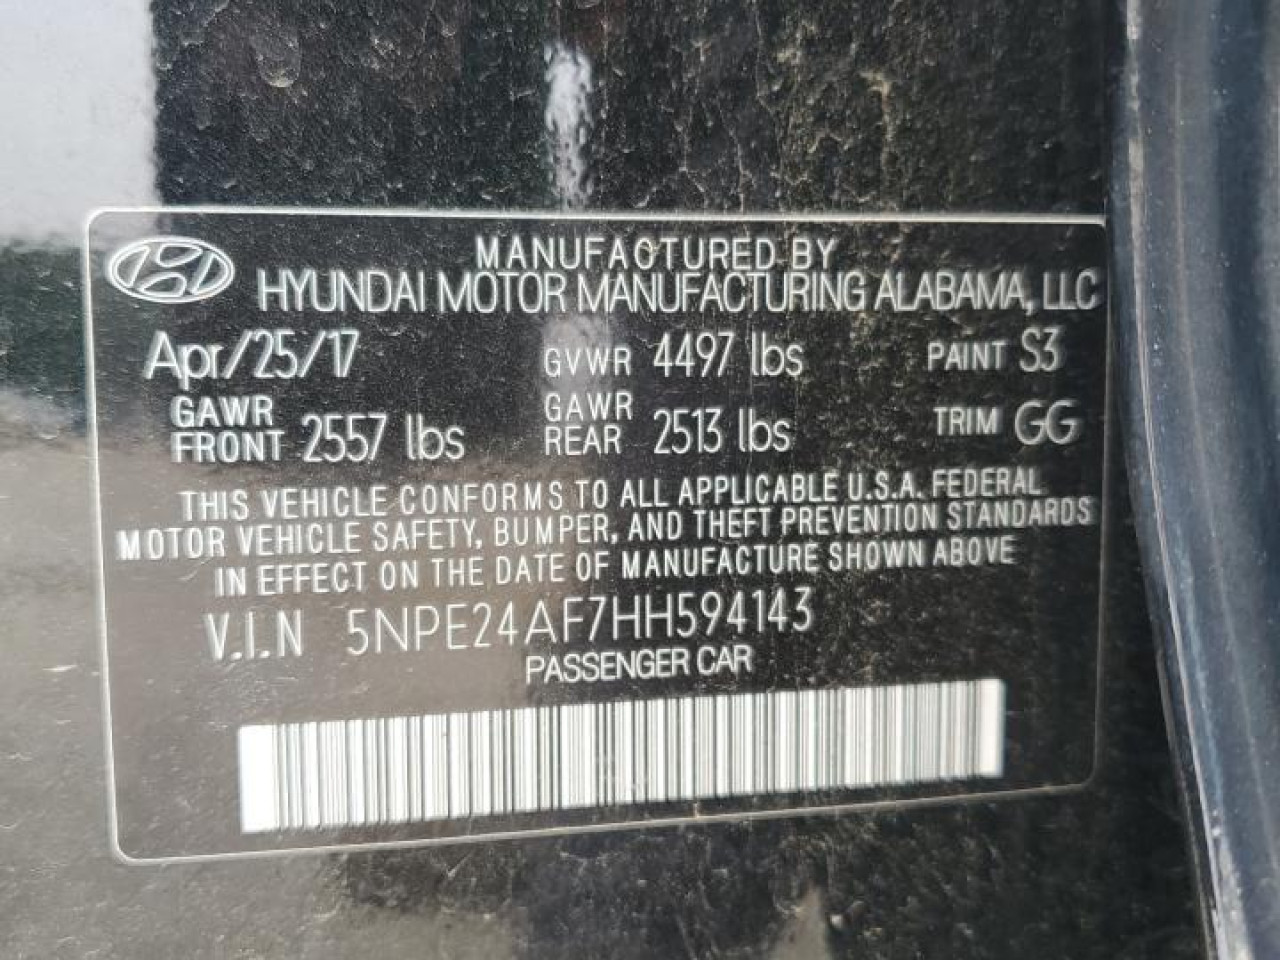 MANUFACTURED BY
HYUNDAI MOTOR MANUFACTURING ALABAMA, LLC
Apr/25/17 GVWR 4497 lbs PAINT S3
GAWR FRONT 2557 lbs GAWR REAR 2513 lbs TRIM GG
THIS VEHICLE CONFORMS TO ALL APPLICABLE U.S.A. FEDERAL
MOTOR VEHICLE SAFETY, BUMPER, AND THEFT PREVENTION STANDARDS
IN EFFECT ON THE DATE OF MANUFACTURE SHOWN ABOVE
V.I.N 5NPE24AF7HH594143
PASSENGER CAR